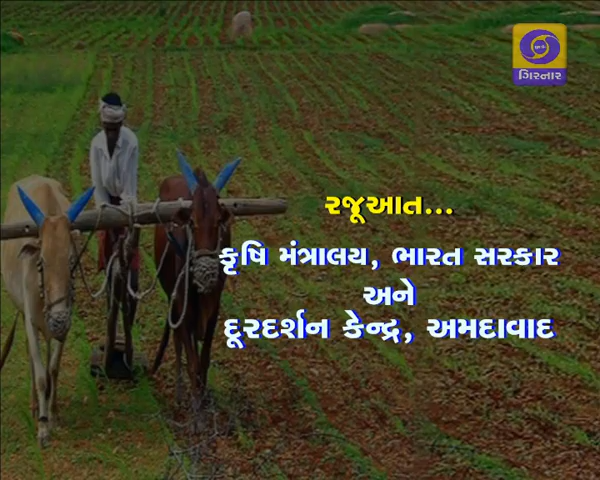 ગિરનાર
રજૂઆત...
કૃષિ મંત્રાલય, ભારત સરકાર
અને
દૂરદર્શન કેન્દ્ર, અમદાવાદ